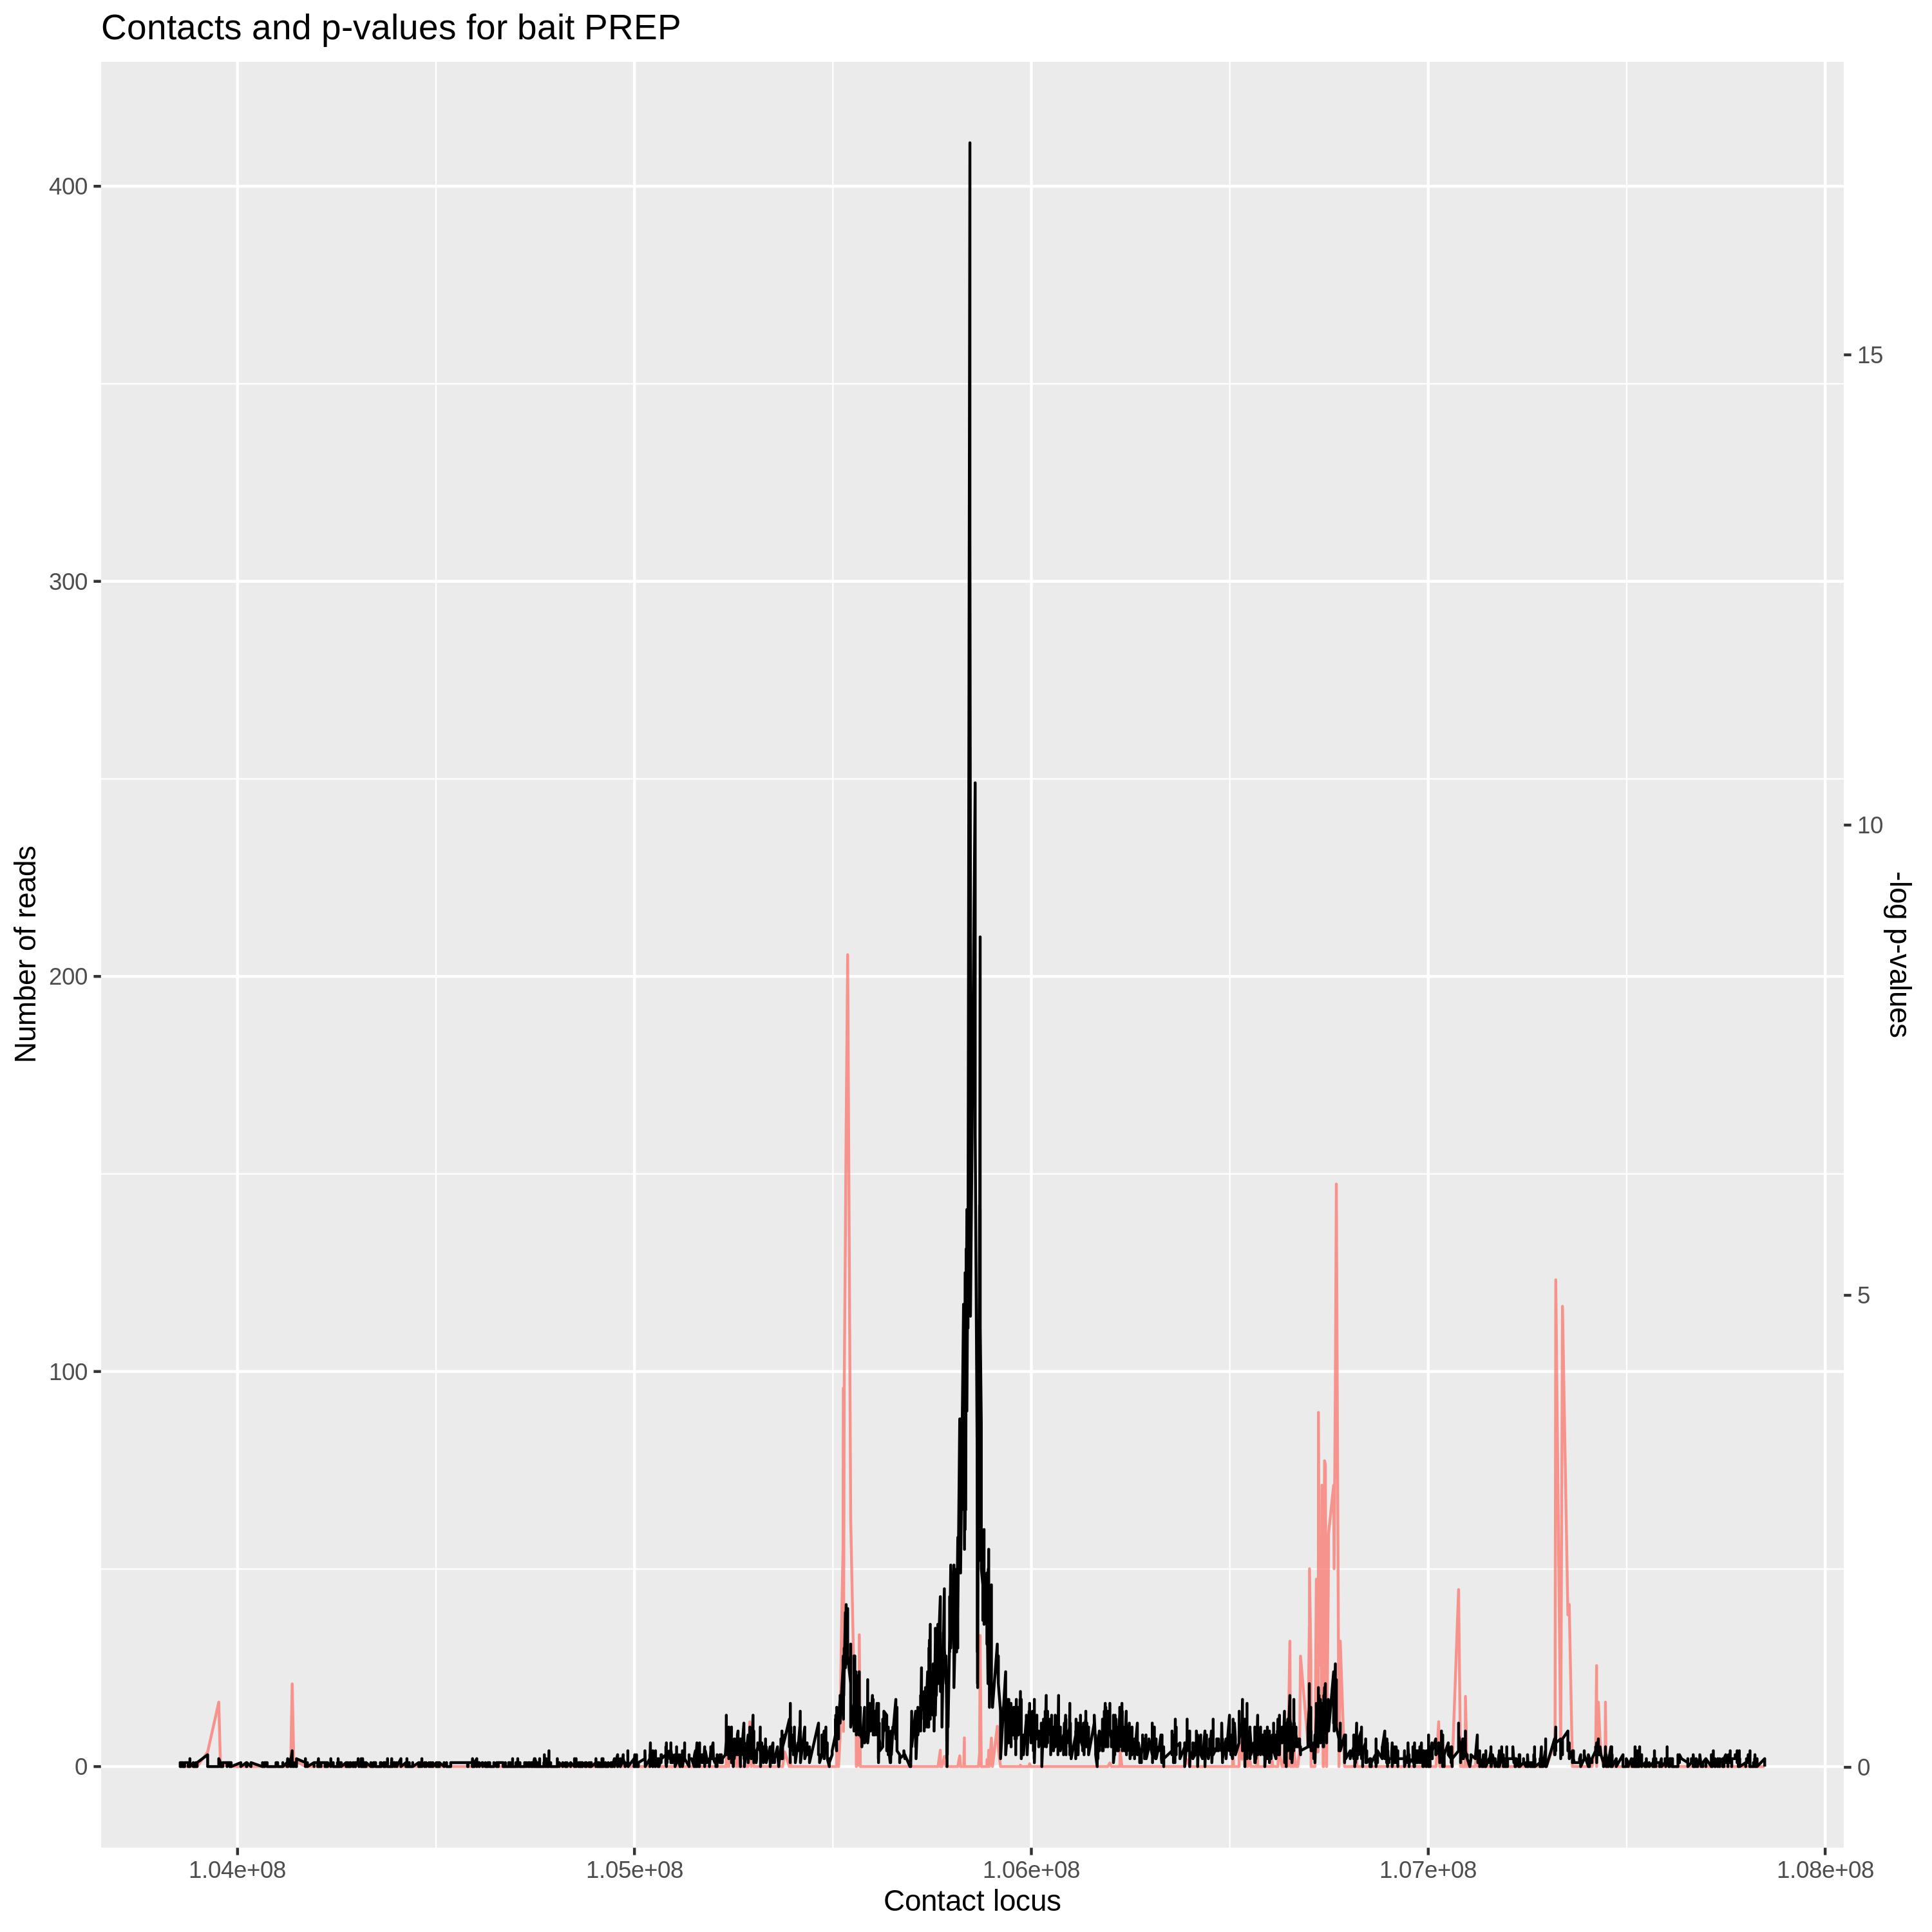 Contacts and p-values for bait PREP
Number of reads
400
300
200
100
0
15
10
5
0
-log p-values
1.04e+08
1.05e+08
1.06e+08
1.07e+08
1.08e+08
Contact locus